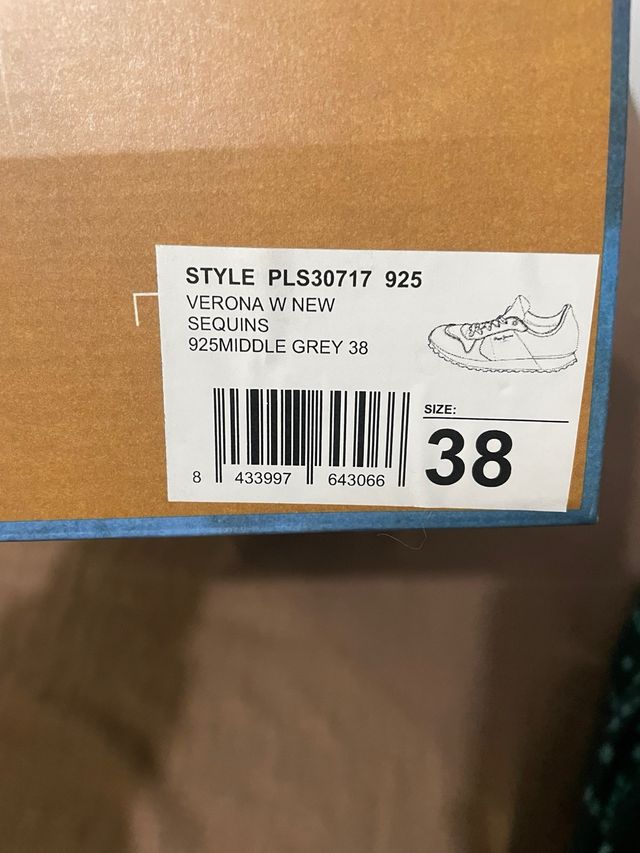 STYLE PLS30717 925
VERONA W NEW
SEQUINS
925MIDDLE GREY 38
SIZE:
38
8 433997 643066